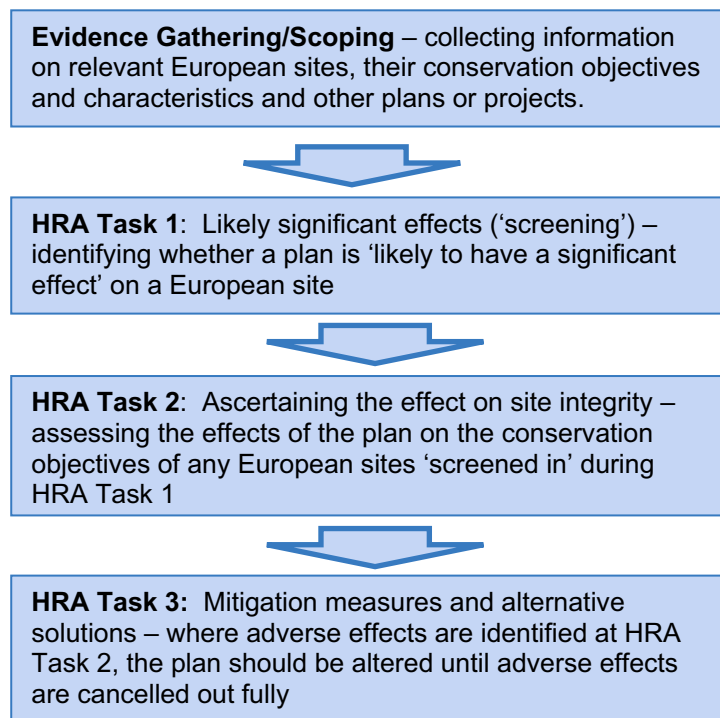 Evidence Gathering/Scoping – collecting information
on relevant European sites, their conservation objectives
and characteristics and other plans or projects.
HRA Task 1:  Likely significant effects (‘screening’) –
identifying whether a plan is ‘likely to have a significant
effect’ on a European site
HRA Task 2:  Ascertaining the effect on site integrity –
assessing the effects of the plan on the conservation
objectives of any European sites ‘screened in’ during
HRA Task 1
HRA Task 3:  Mitigation measures and alternative
solutions – where adverse effects are identified at HRA
Task 2, the plan should be altered until adverse effects
are cancelled out fully